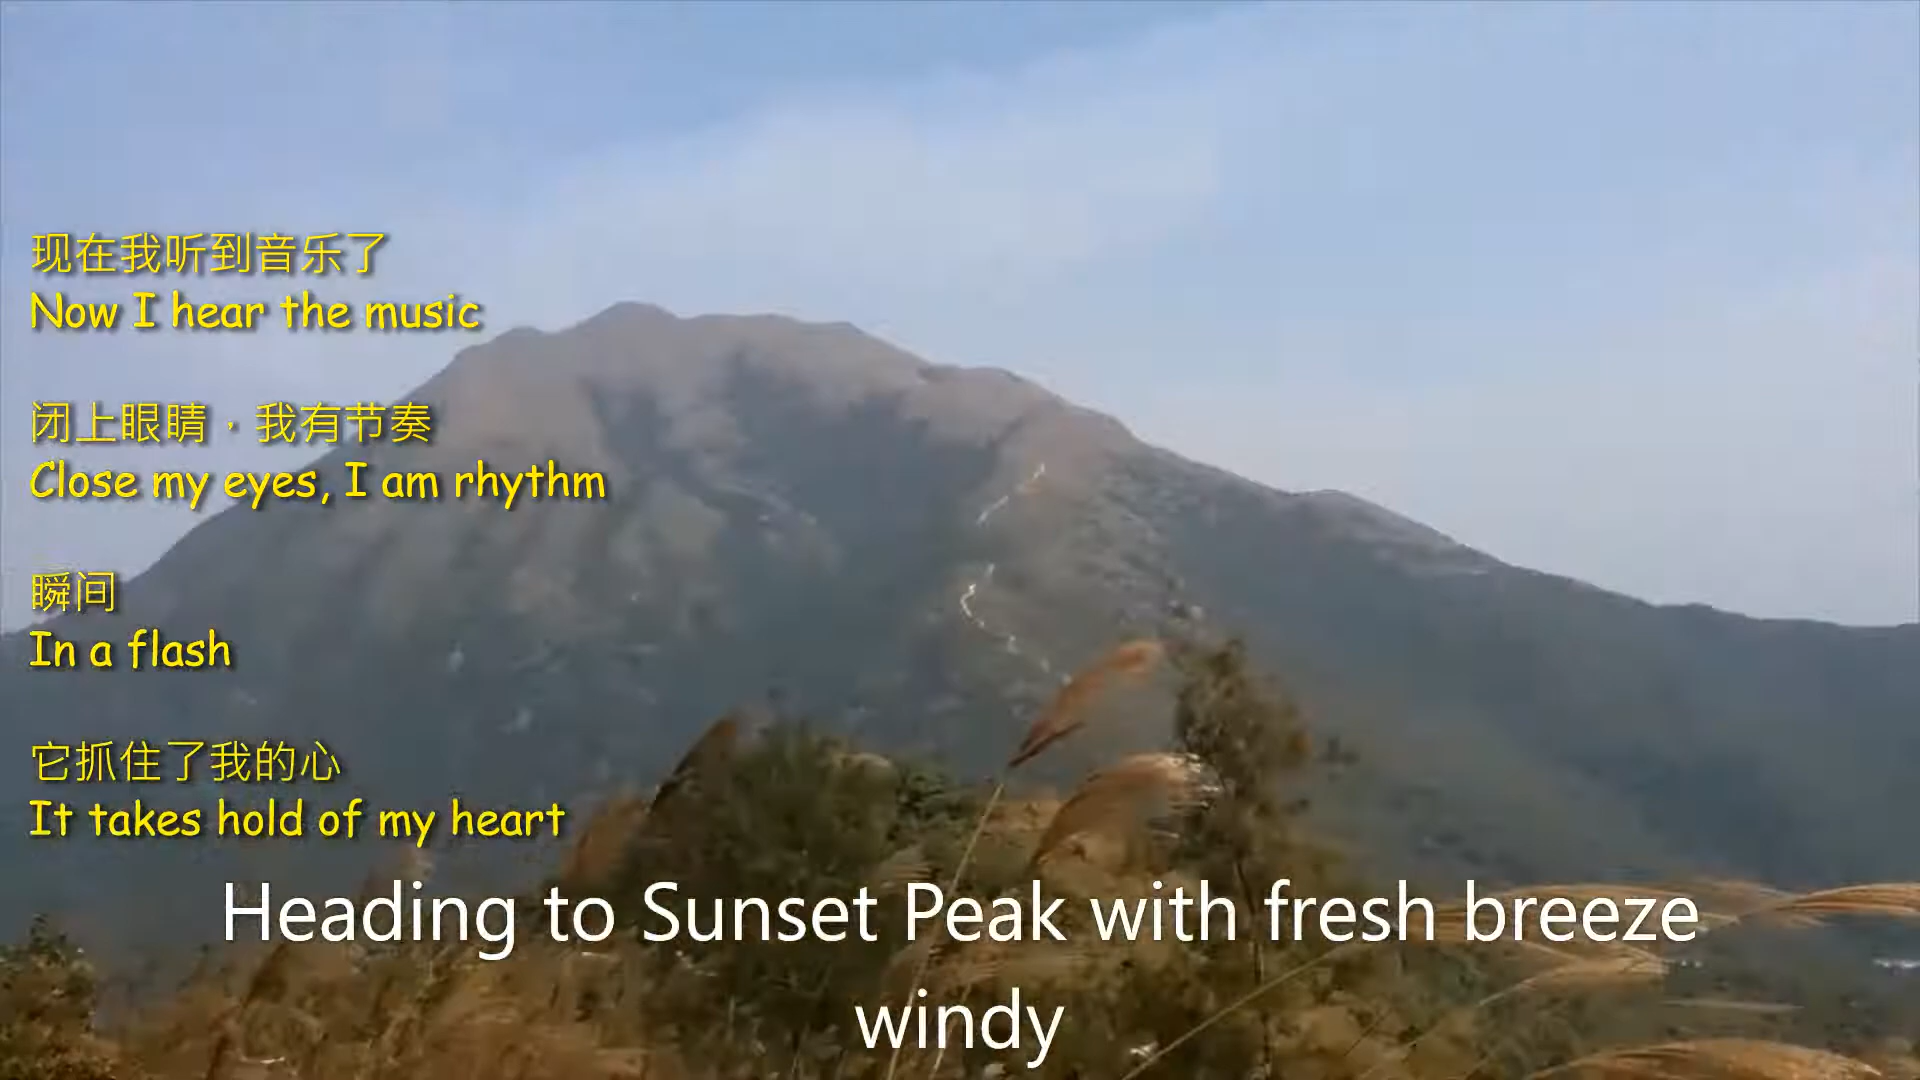 现在我听到音乐了
Now I hear the music
闭上眼睛，我有节奏
Close my eyes, I am rhythm
瞬间
In a flash
它抓住了我的心
It takes hold of my heart
Heading to Sunset Peak with fresh breeze
windy